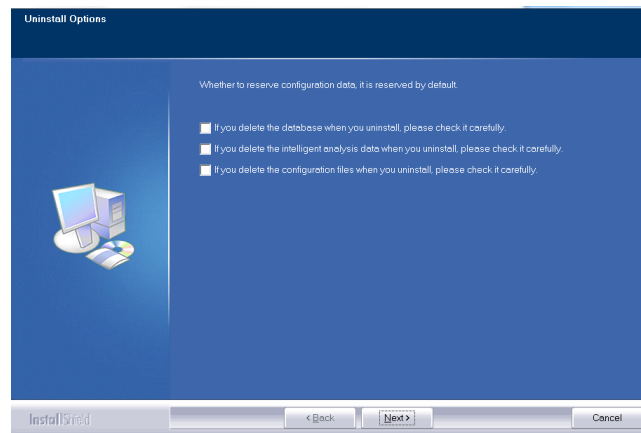 Uninstall Options
Whether to reserve configuration data, it is reserved by default.
If you delete the database when you uninstall, please check it carefully.
If you delete the intelligent analysis data when you uninstall, please check it carefully.
If you delete the configuration files when you uninstall, please check it carefully.
InstallShield
< Back
Next >
Cancel